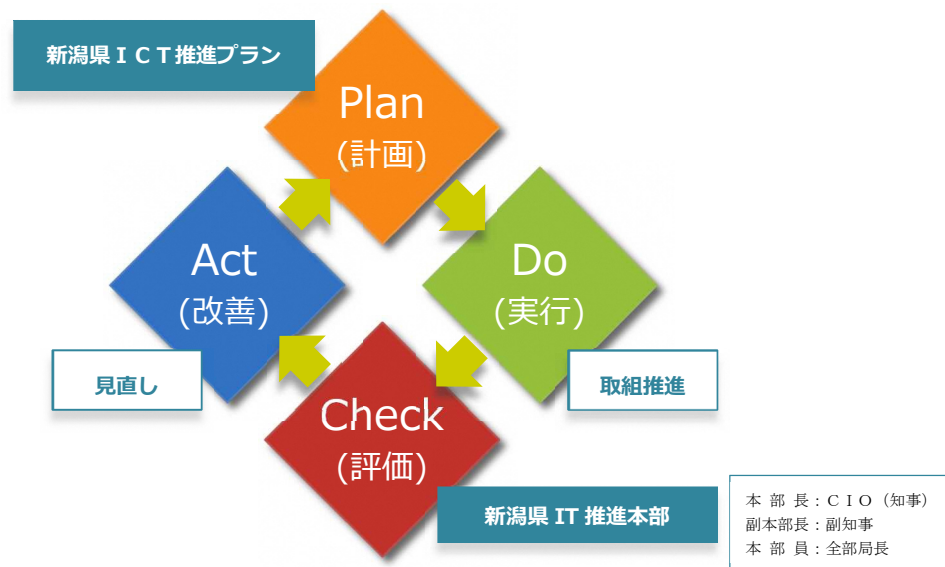 新潟県ＩＣＴ推進プラン
Plan
(計画)
Act
(改善)
Do
(実行)
見直し
取組推進
Check
(評価)
新潟県 IT 推進本部
本 部 長：ＣＩＯ（知事）
副本部長：副知事
本 部 員：全部局長